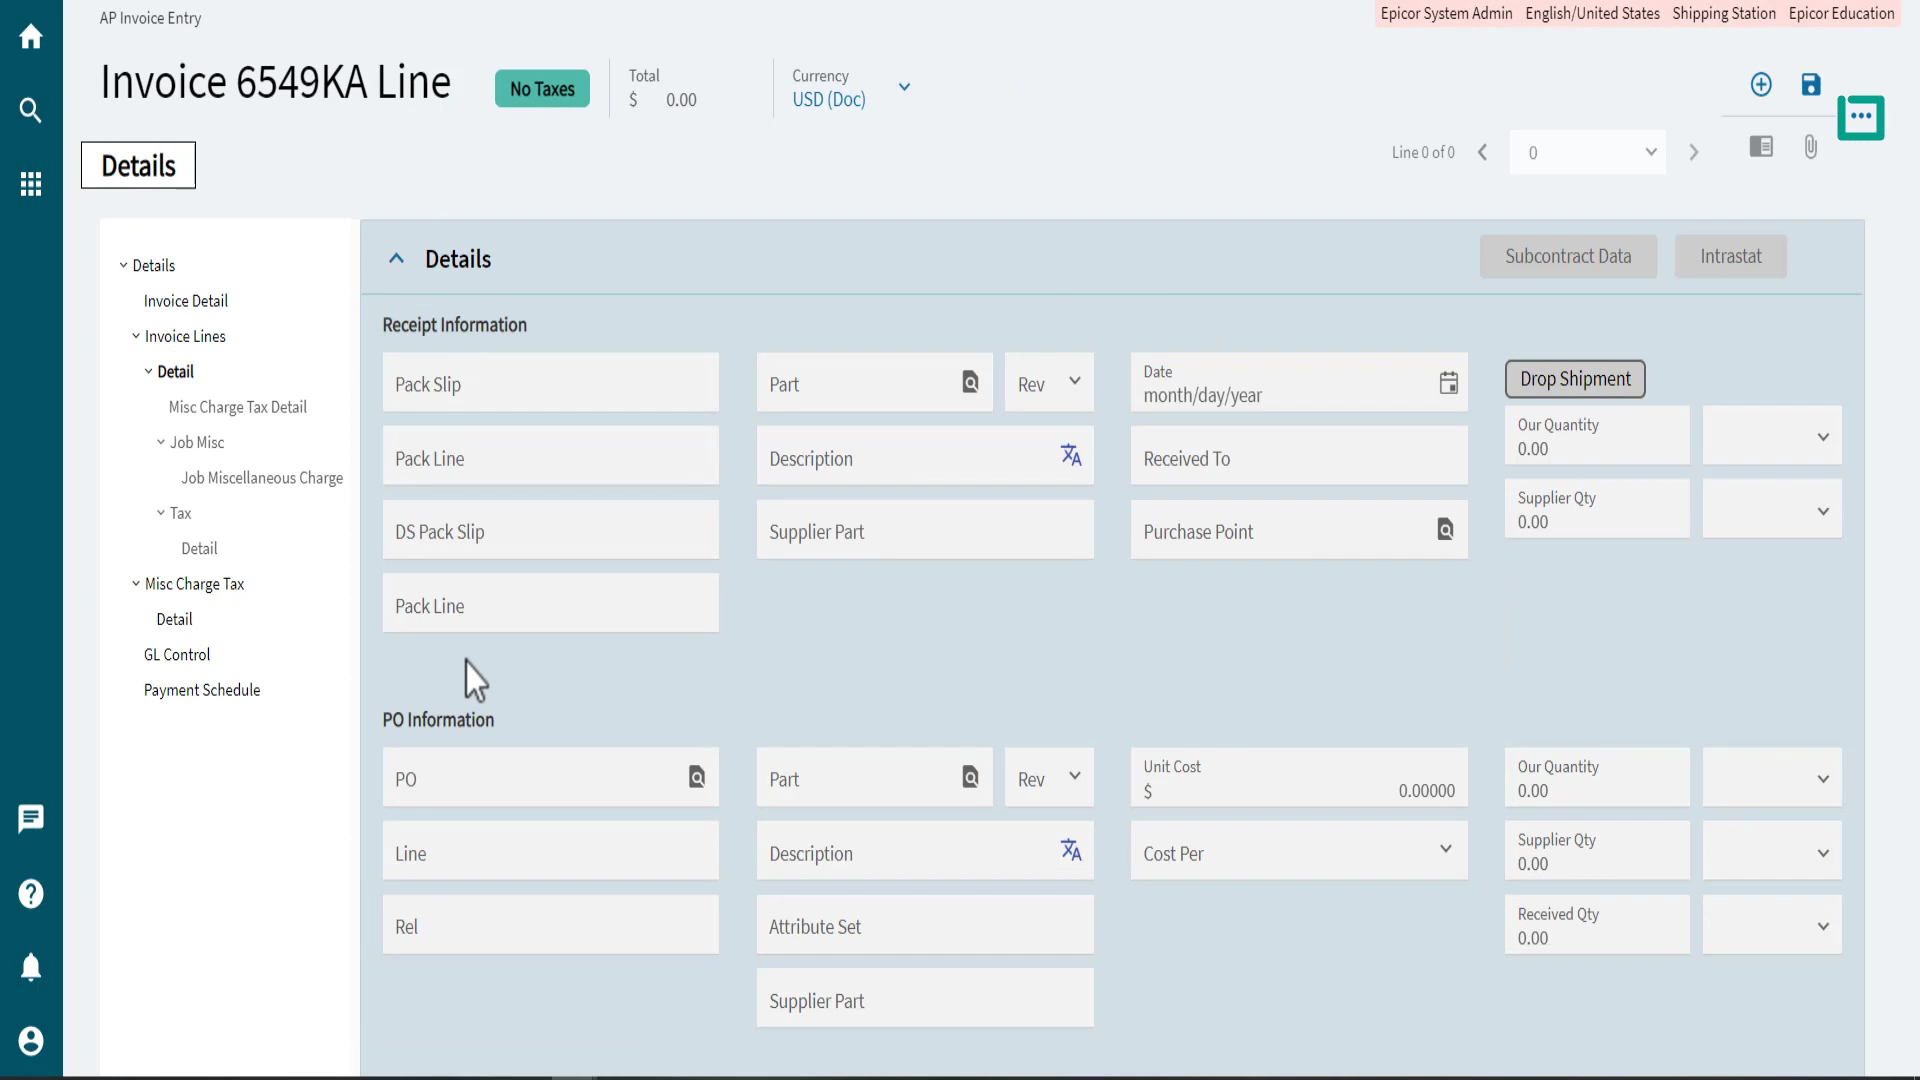 AP Invoice Entry
Epicor System Admin English/United States Shipping Station Epicor Education
Invoice 6549KA Line
No Taxes
Total
$ 0.00
Currency
USD (Doc)
Line 0 of 0
0
Details
Details
Invoice Detail
Invoice Lines
Detail
Misc Charge Tax Detail
Job Misc
Job Miscellaneous Charge
Tax
Detail
Misc Charge Tax
Detail
GL Control
Payment Schedule
Details
Subcontract Data
Intrastat
Receipt Information
Pack Slip
Part
Rev
Date
month/day/year
Drop Shipment
Our Quantity
0.00
Pack Line
Description
Received To
Supplier Qty
0.00
DS Pack Slip
Supplier Part
Purchase Point
Pack Line
PO Information
PO
Part
Rev
Unit Cost
$ 0.00000
Our Quantity
0.00
Line
Description
Cost Per
Supplier Qty
0.00
Rel
Attribute Set
Received Qty
0.00
Supplier Part